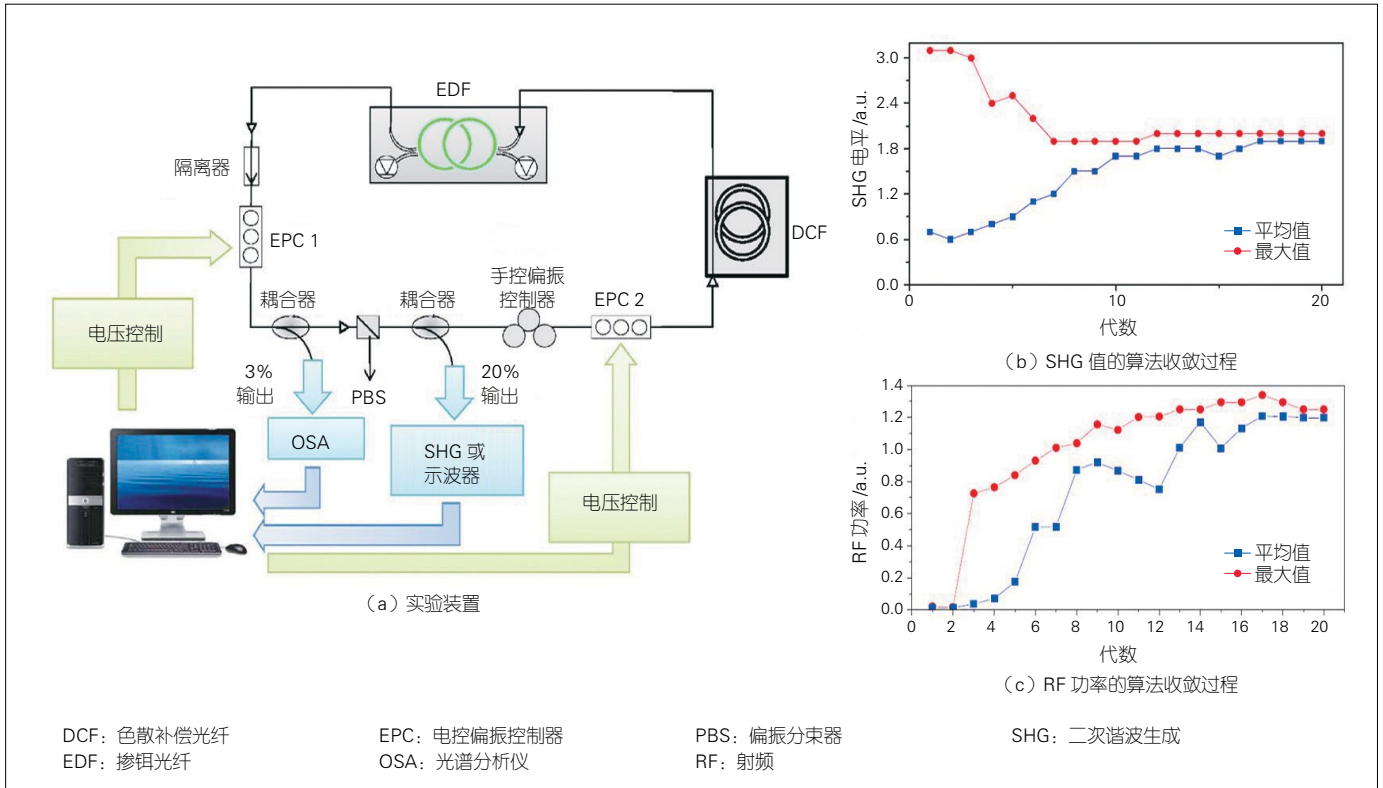 EDF
隔离器
EPC 1
DCF
手控偏振
控制器
耦合器
耦合器
EPC 2
电压控制
3%
输出
PBS
20%
输出
OSA
SHG 或
示波器
电压控制
(a)实验装置
SHG 电平 /a.u.
3.0
2.4
1.8
1.2
0.6
0.0
平均值
最大值
0
10
20
代数
(b)SHG 值的算法收敛过程
RF 功率 /a.u.
1.4
1.2
1.0
0.8
0.6
0.4
0.2
0.0
平均值
最大值
0 2 4 6 8 10 12 14 16 18 20
代数
(c)RF 功率的算法收敛过程
DCF:色散补偿光纤 EPC:电控偏振控制器 PBS:偏振分束器 SHG:二次谐波生成
EDF:掺铒光纤 OSA:光谱分析仪 RF:射频